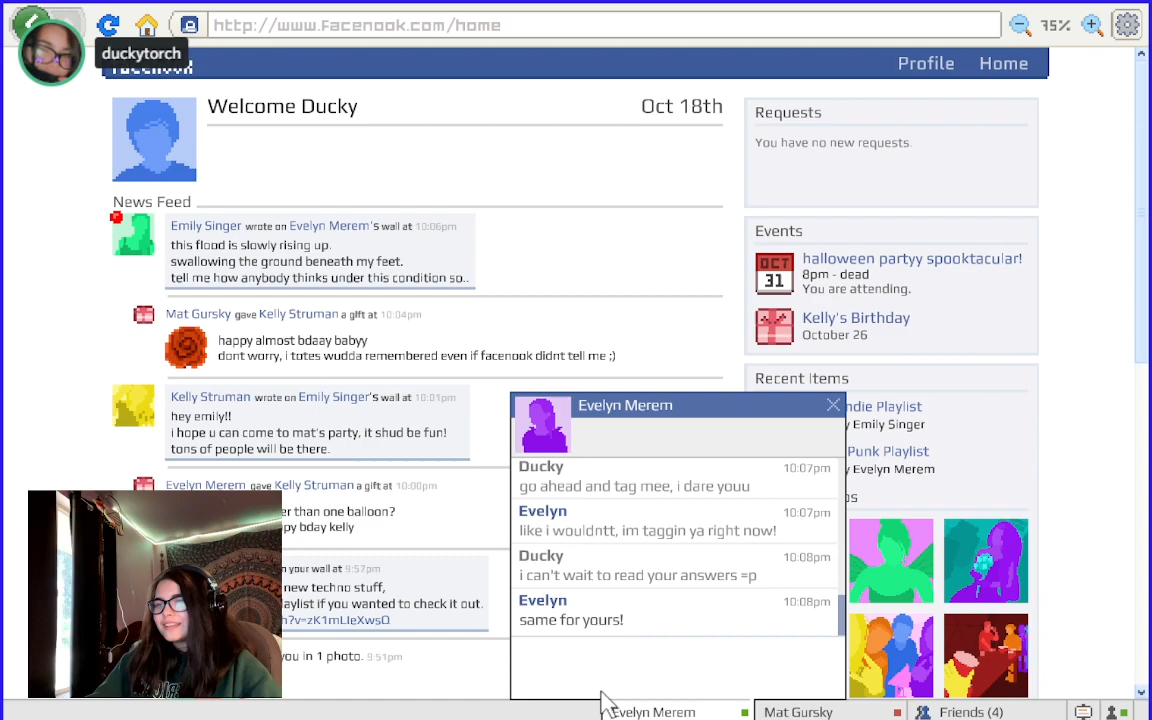 http://www.Facenook.com/home
75%
duckytorch
Profile
Home
Welcome Ducky
Oct 18th
News Feed
Emily Singer wrote on Evelyn Merem's wall at 10:06pm
this flood is slowly rising up.
swallowing the ground beneath my feet.
tell me how anybody thinks under this condition so..
Mat Gursky gave Kelly Struman a gift at 10:04pm
happy almost bdaay babyy
dont worry, i totes wudda remembered even if facenook didnt tell me ;)
Kelly Struman wrote on Emily Singer's wall at 10:01pm
hey emily!!
i hope u can come to mat's party, it shud be fun!
tons of people will be there.
Evelyn Merem gave Kelly Struman a gift at 10:00pm
er than one balloon?
py bday kelly
n your wall at 9:57pm
new techno stuff,
laylist if you wanted to check it out.
h?v=zK1mLIeXwsQ
you in 1 photo. 9:51pm
Requests
You have no new requests.
Events
OCT
31
halloween partyy spooktacular!
8pm - dead
You are attending.
Kelly's Birthday
October 26
Recent Items
ndie Playlist
y Emily Singer
Punk Playlist
y Evelyn Merem
os
Evelyn Merem
Ducky 10:07pm
go ahead and tag mee, i dare youu
Evelyn 10:07pm
like i wouldntt, im taggin ya right now!
Ducky 10:08pm
i can't wait to read your answers =p
Evelyn 10:08pm
same for yours!
Evelyn Merem
Mat Gursky
Friends (4)